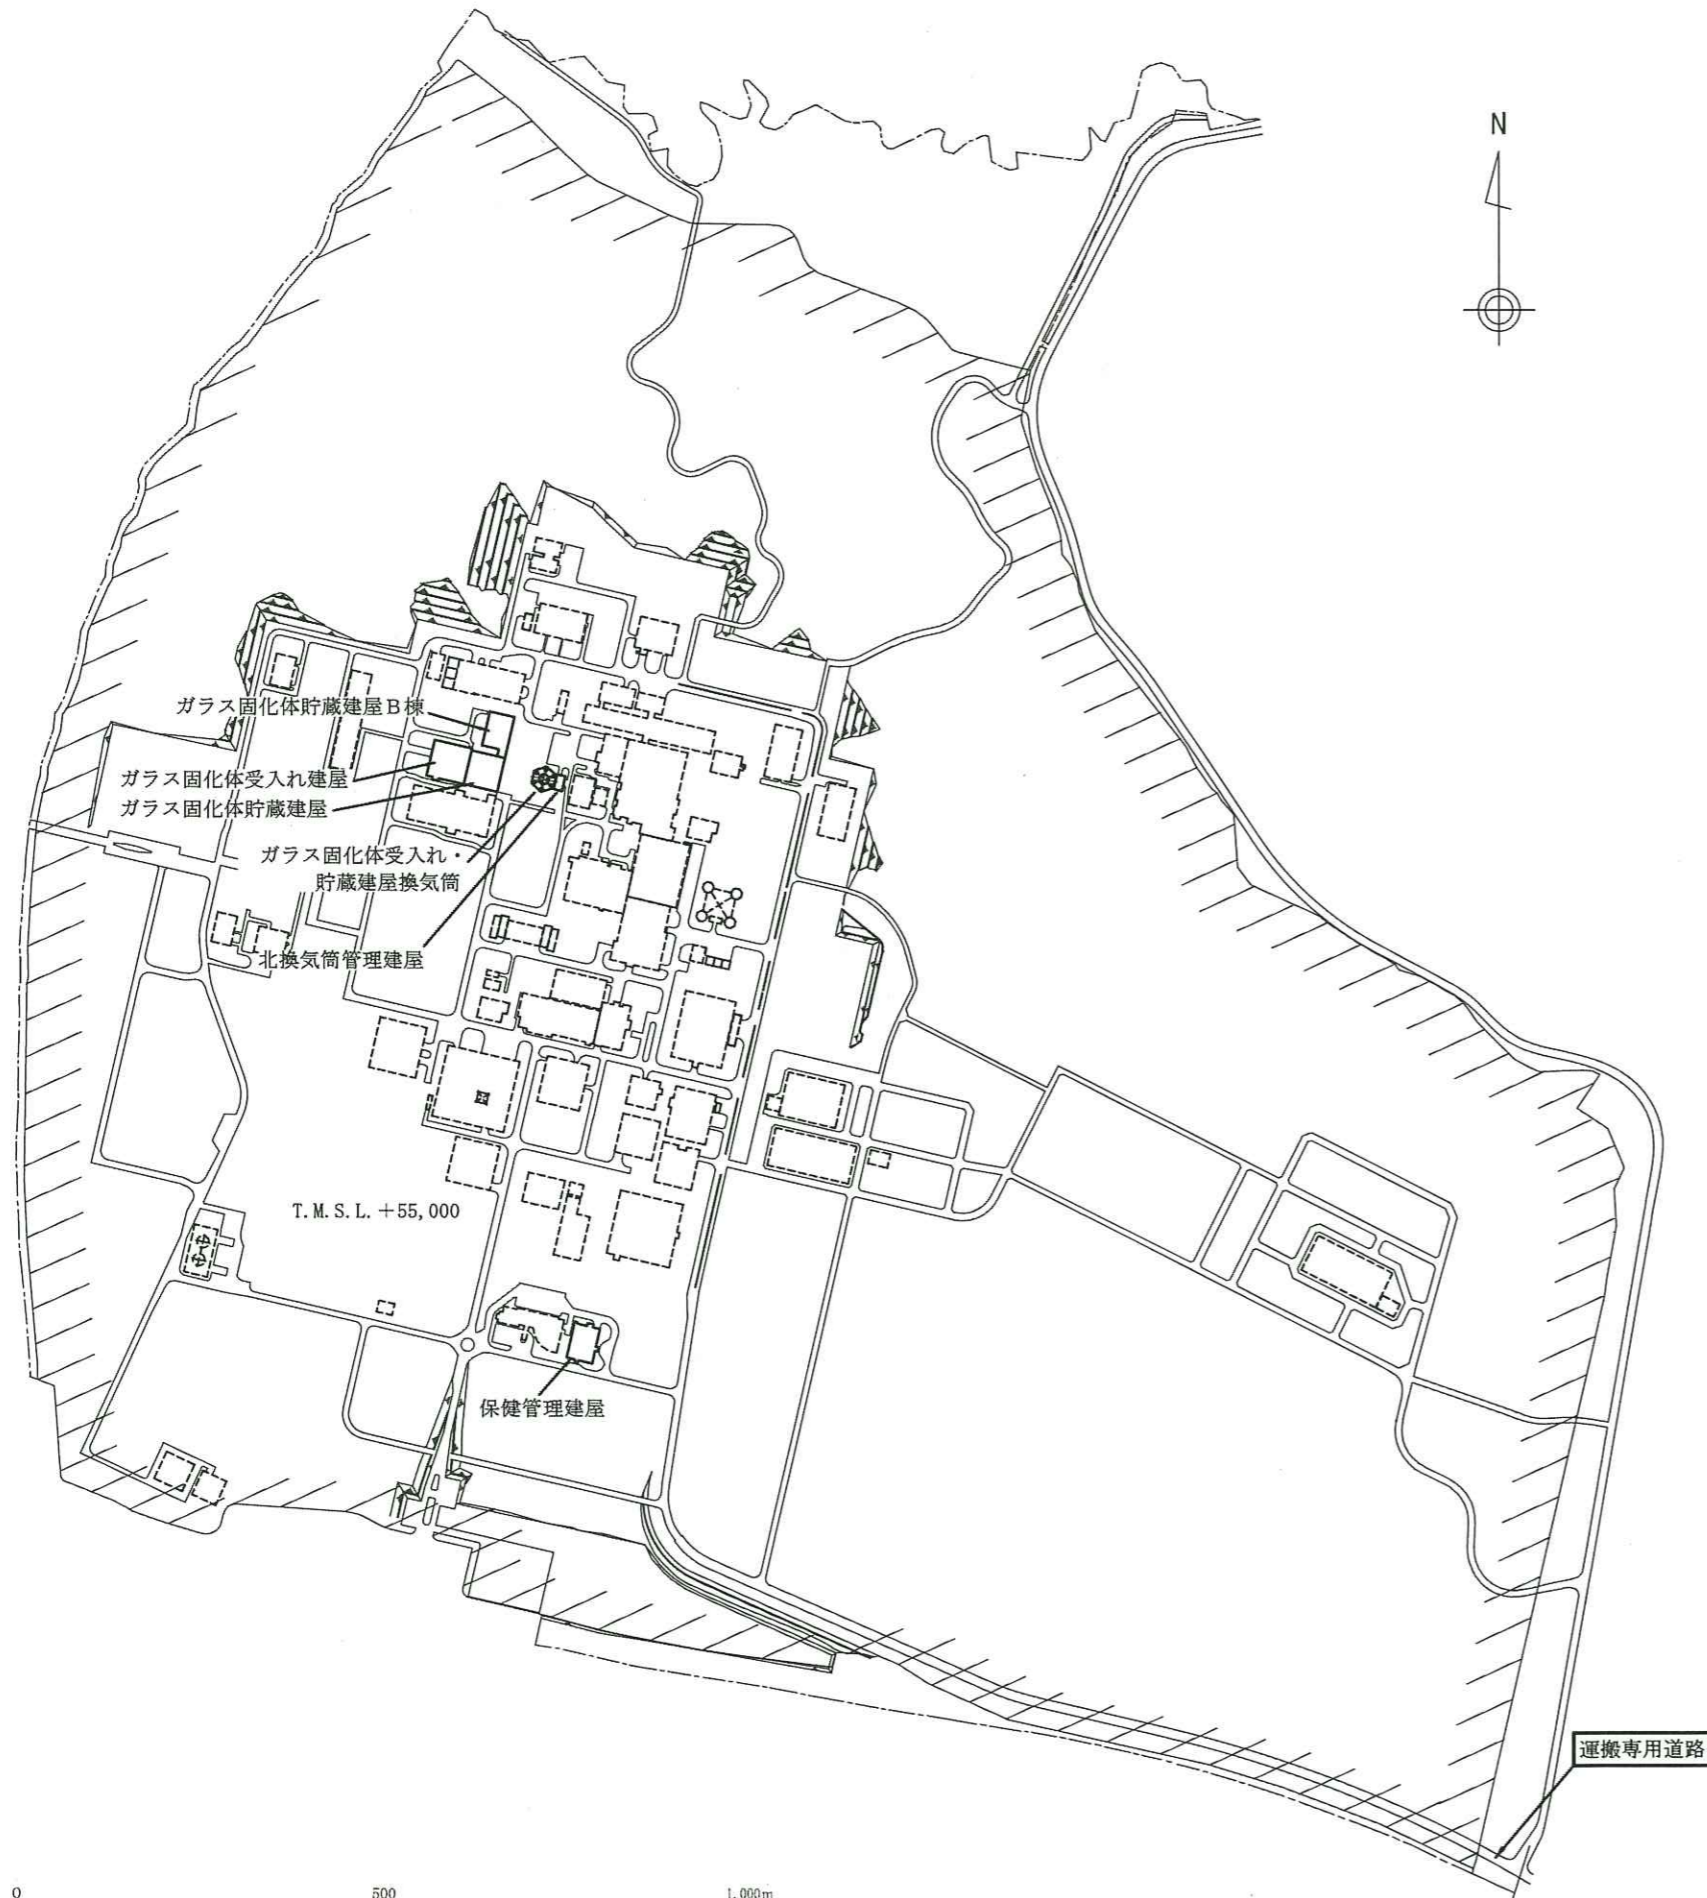 N
ガラス固化体貯蔵建屋B棟
ガラス固化体受入れ建屋
ガラス固化体貯蔵建屋
ガラス固化体受入れ・
貯蔵建屋換気筒
北換気筒管理建屋
T.M.S.L.+55,000
保健管理建屋
運搬専用道路
0 500 1,000m